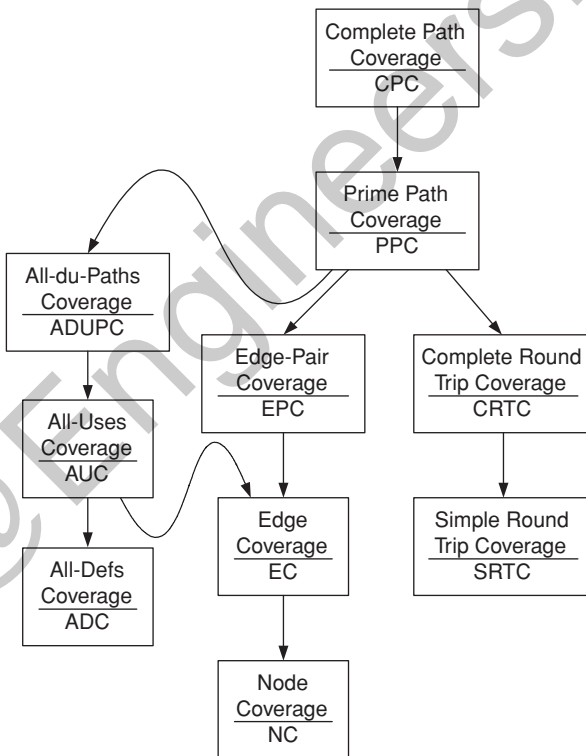 Complete Path
Coverage
CPC
Prime Path
Coverage
PPC
All-du-Paths
Coverage
ADUPC
Edge-Pair
Coverage
EPC
Complete Round
Trip Coverage
CRTC
All-Uses
Coverage
AUC
Edge
Coverage
EC
Simple Round
Trip Coverage
SRTC
All-Defs
Coverage
ADC
Node
Coverage
NC
@Engineers